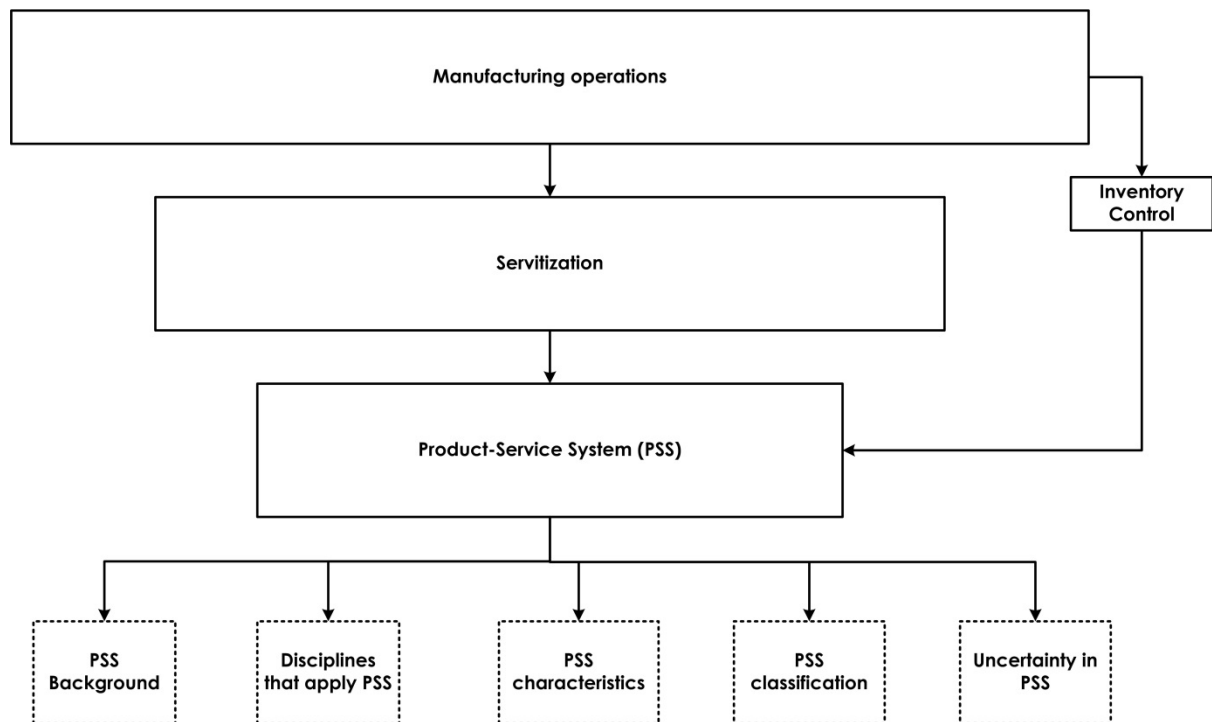 Manufacturing operations
Inventory
Control
Servitization
Product-Service System (PSS)
PSS
Background
Disciplines
that apply PSS
PSS
characteristics
PSS
classification
Uncertainty in
PSS